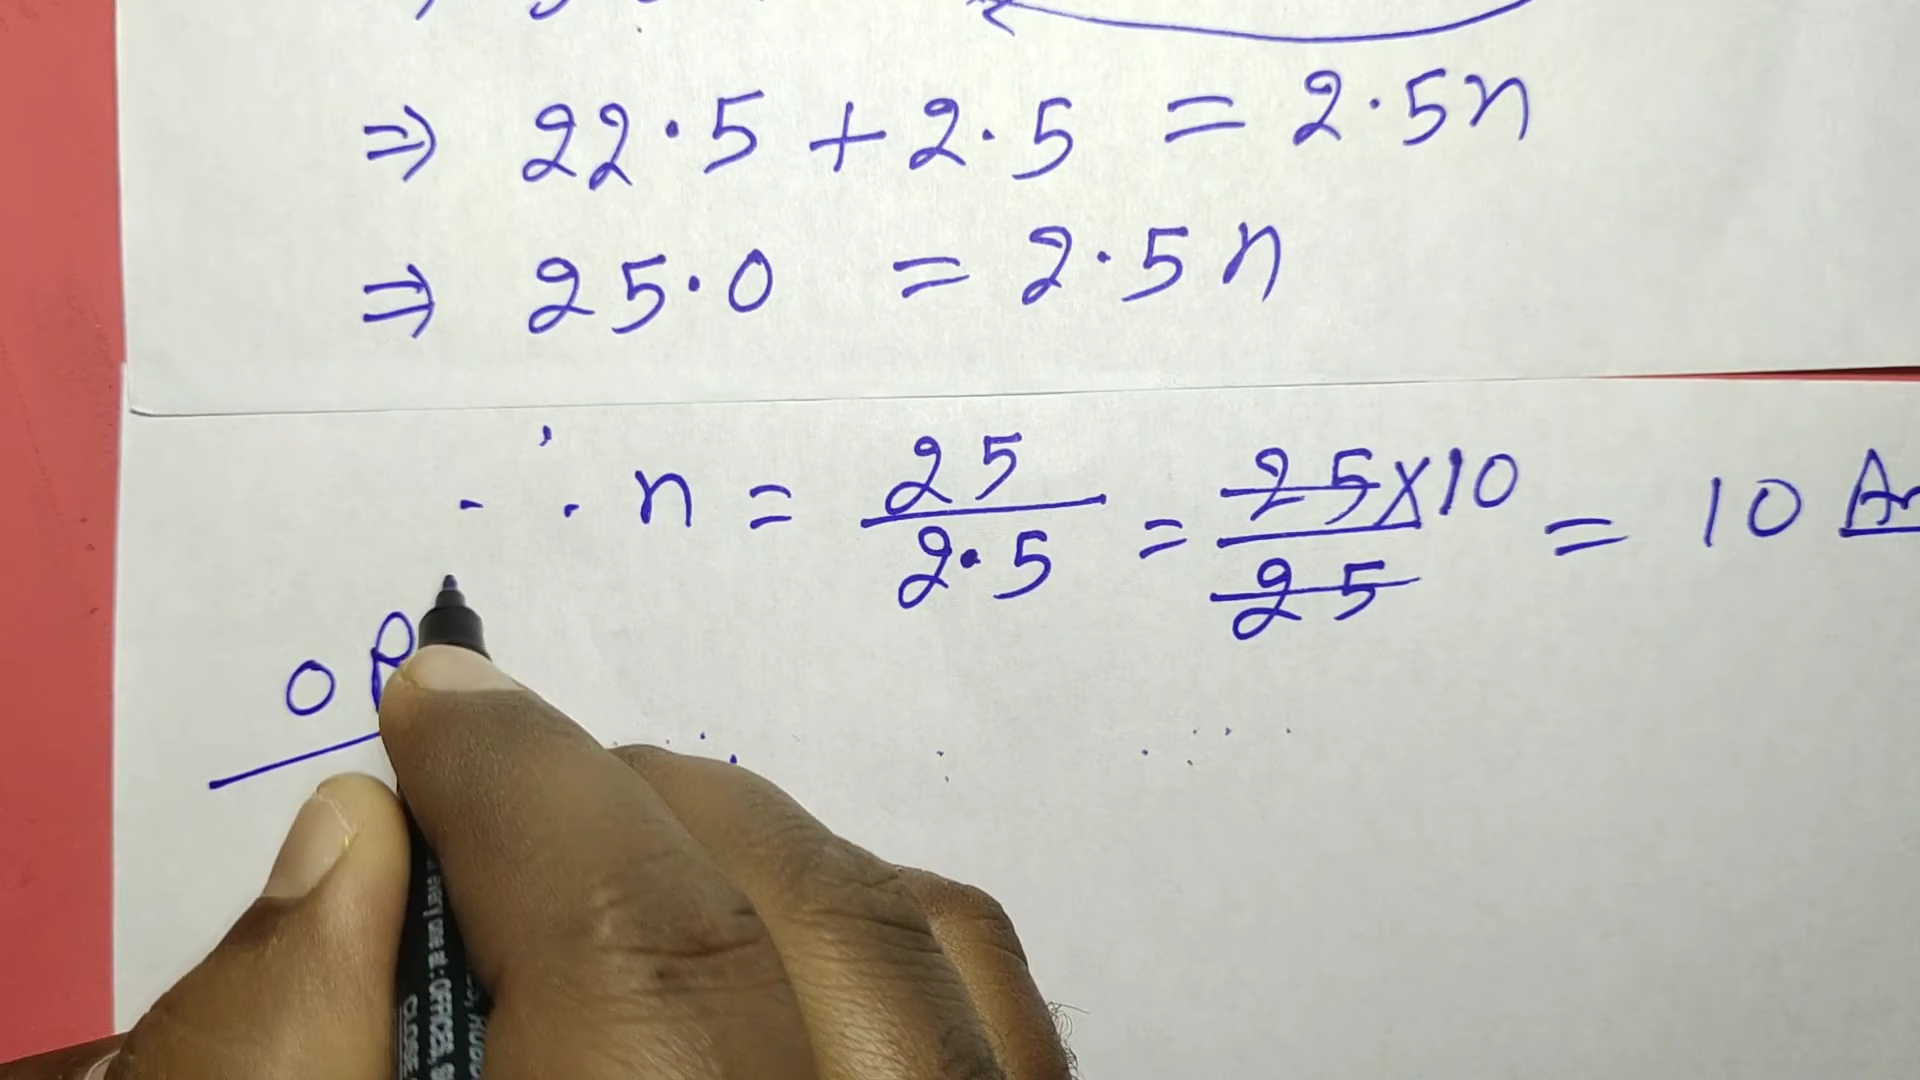 ⇒ 22.5 + 2.5 = 2.5n
⇒ 25.0 = 2.5n
∴ n = 25/2.5 = 25×10/25 = 10